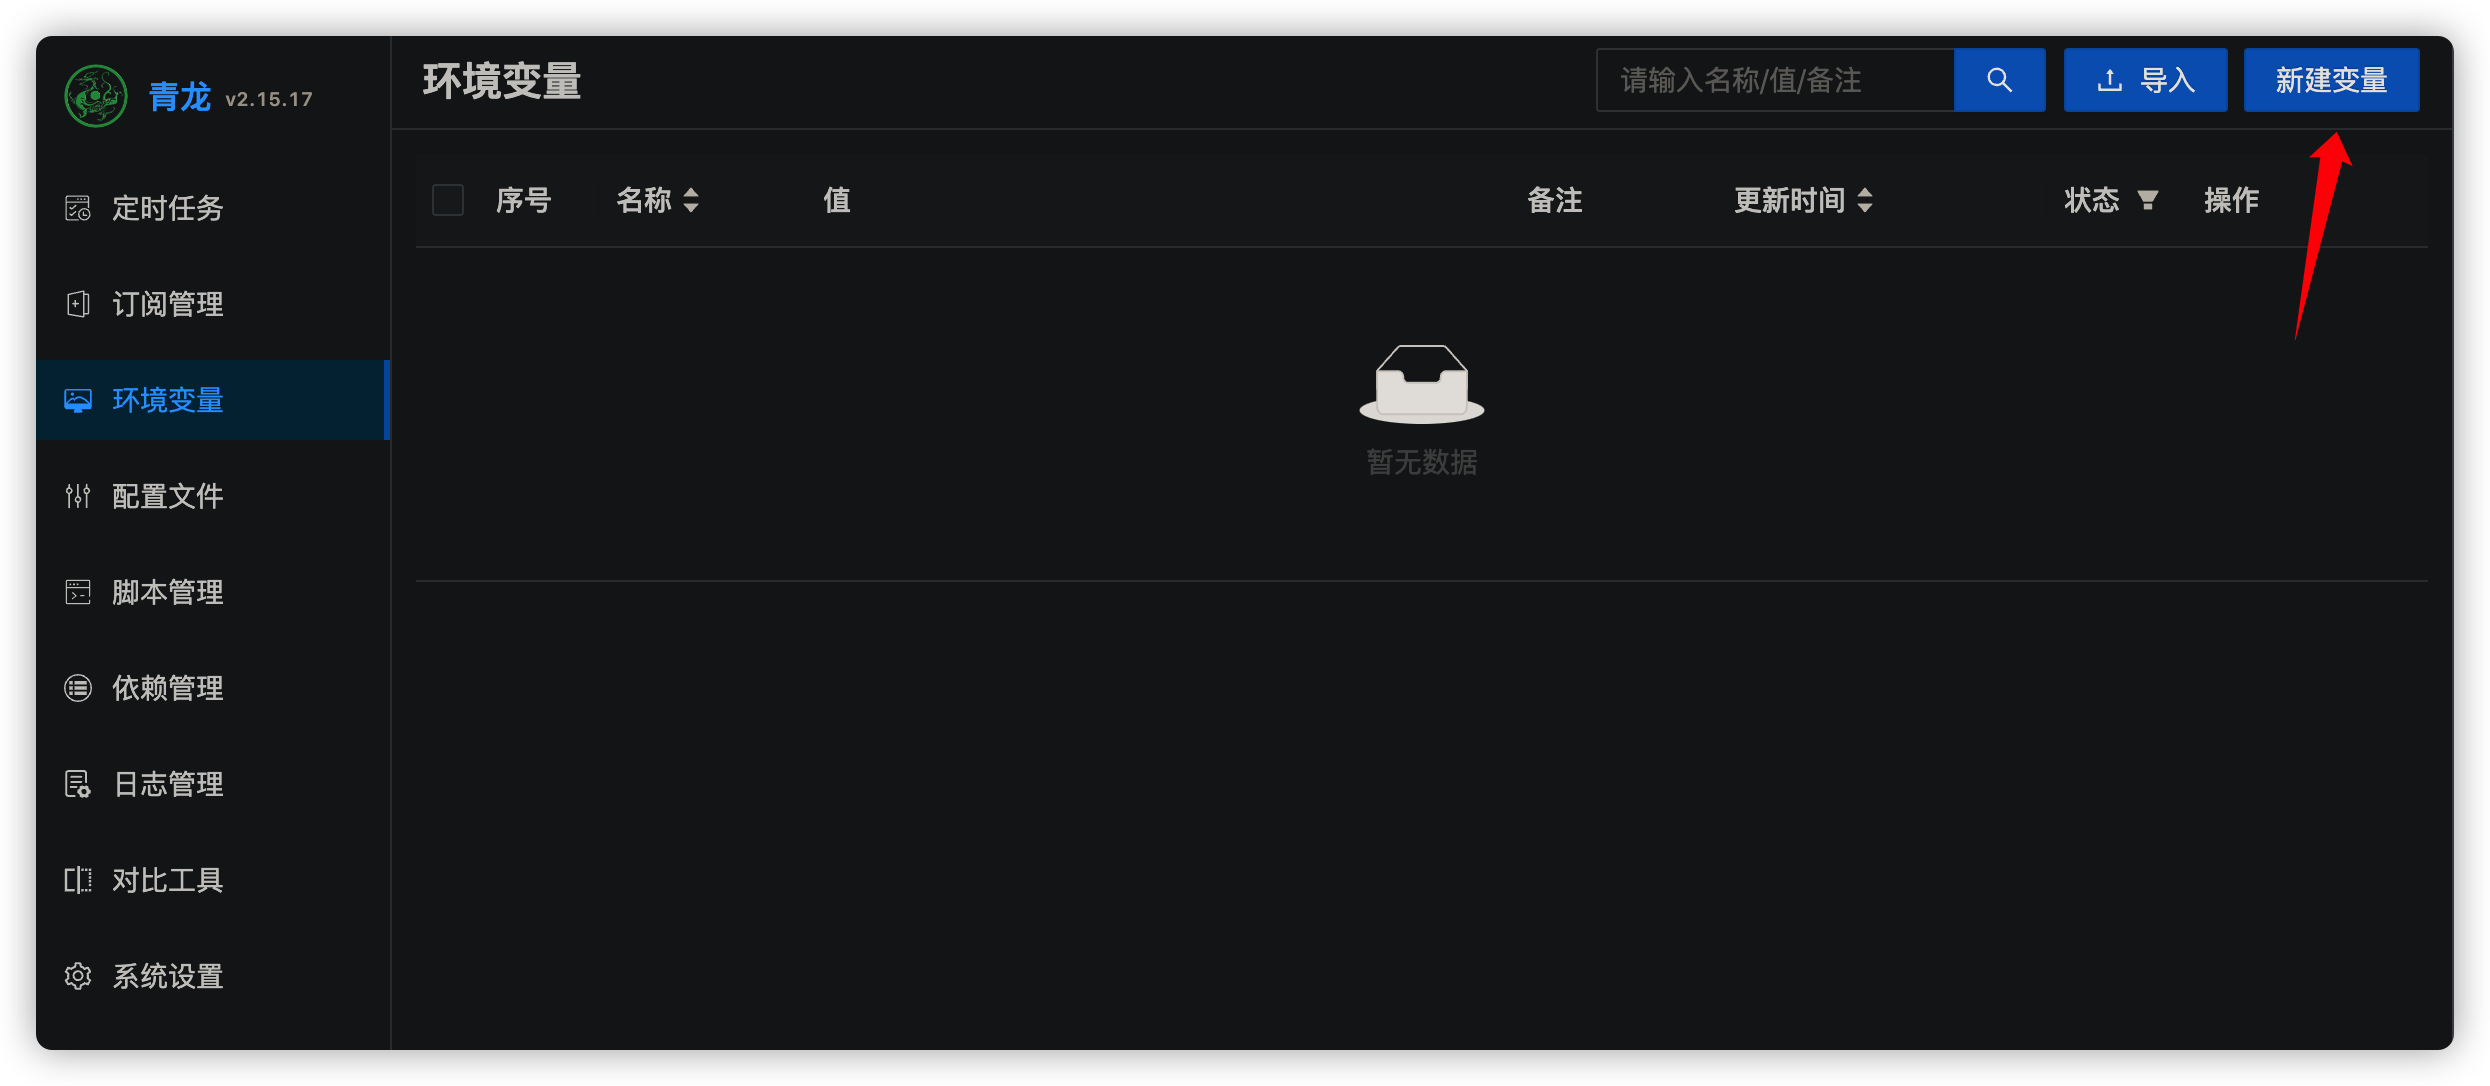 青龙 v2.15.17
定时任务
订阅管理
环境变量
配置文件
脚本管理
依赖管理
日志管理
对比工具
系统设置
环境变量
请输入名称/值/备注
导入
新建变量
序号 名称 值 备注 更新时间 状态 操作
暂无数据